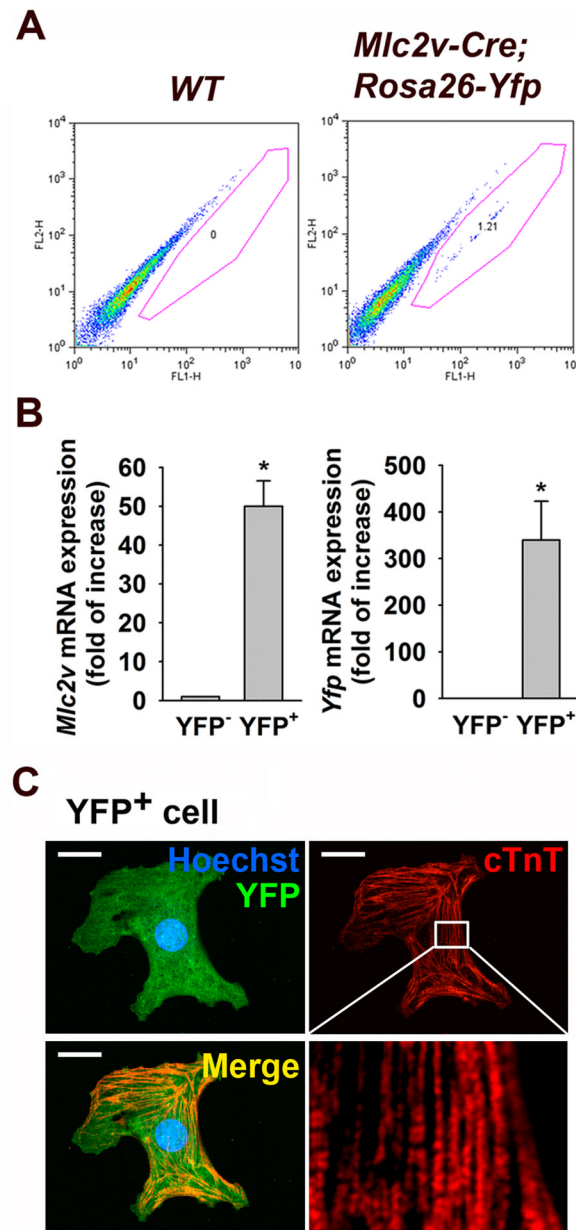 A
WT
Mlc2v-Cre;
Rosa26-Yfp
10⁴
10³
10²
10¹
10⁰
FL2-H
0
10⁰ 10¹ 10² 10³ 10⁴
FL1-H
10⁴
10³
10²
10¹
10⁰
FL2-H
1.21
10⁰ 10¹ 10² 10³ 10⁴
FL1-H
B
Mlc2v mRNA expression
(fold of increase)
60
50
40
30
20
10
0
*
YFP⁻ YFP⁺
Yfp mRNA expression
(fold of increase)
500
400
300
200
100
0
*
YFP⁻ YFP⁺
C
YFP⁺ cell
Hoechst
YFP
cTnT
Merge